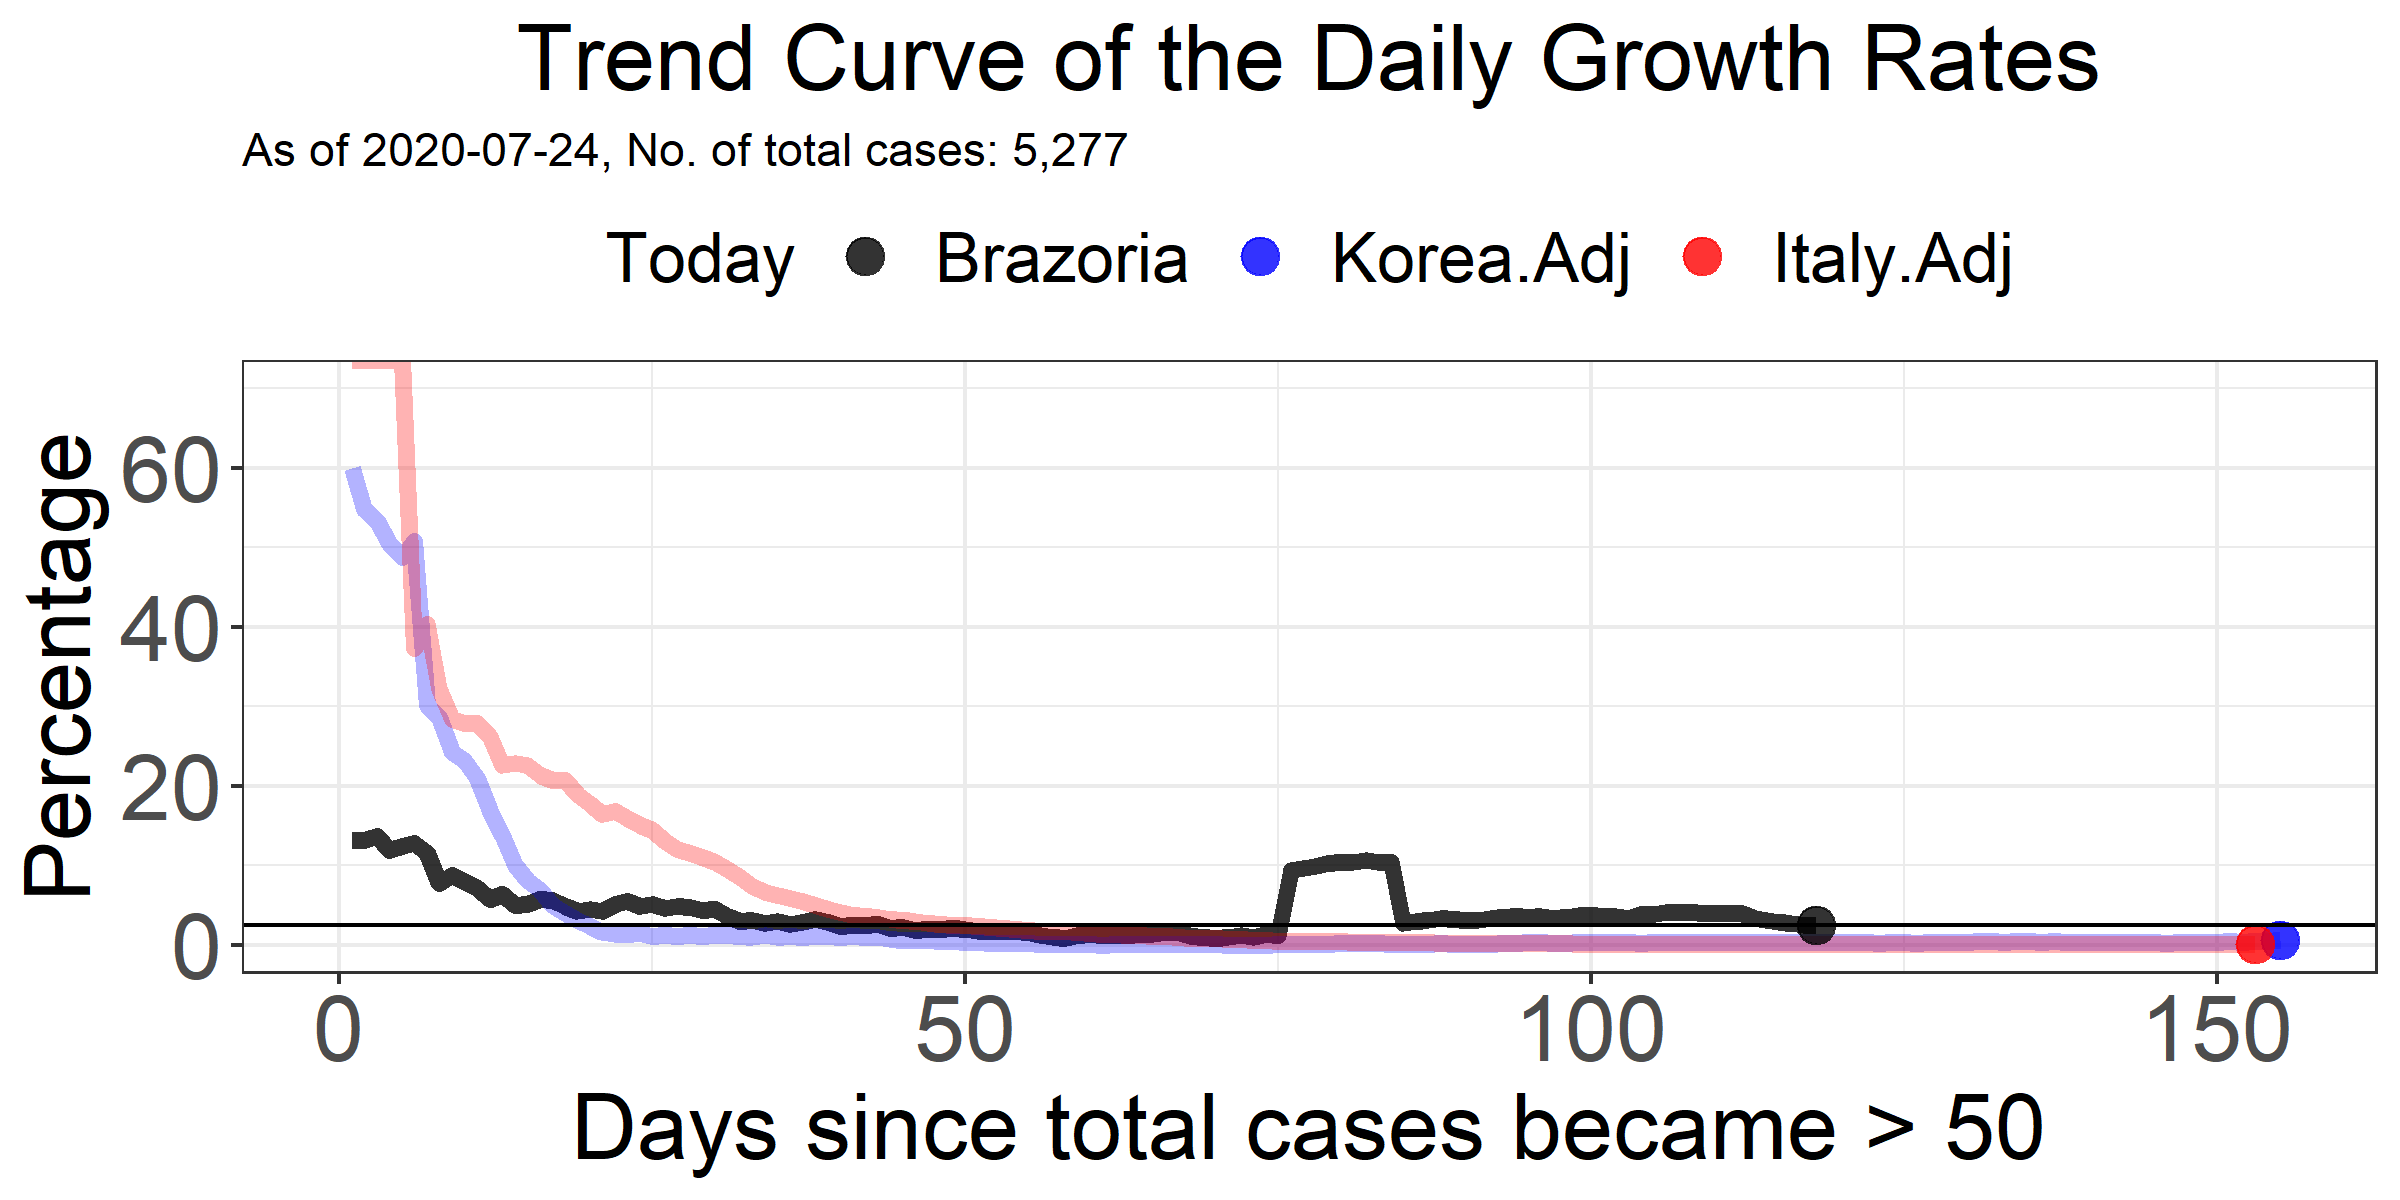 Trend Curve of the Daily Growth Rates
As of 2020-07-24, No. of total cases: 5,277
Today Brazoria Korea.Adj Italy.Adj
Percentage
60
40
20
0
0 50 100 150
Days since total cases became > 50